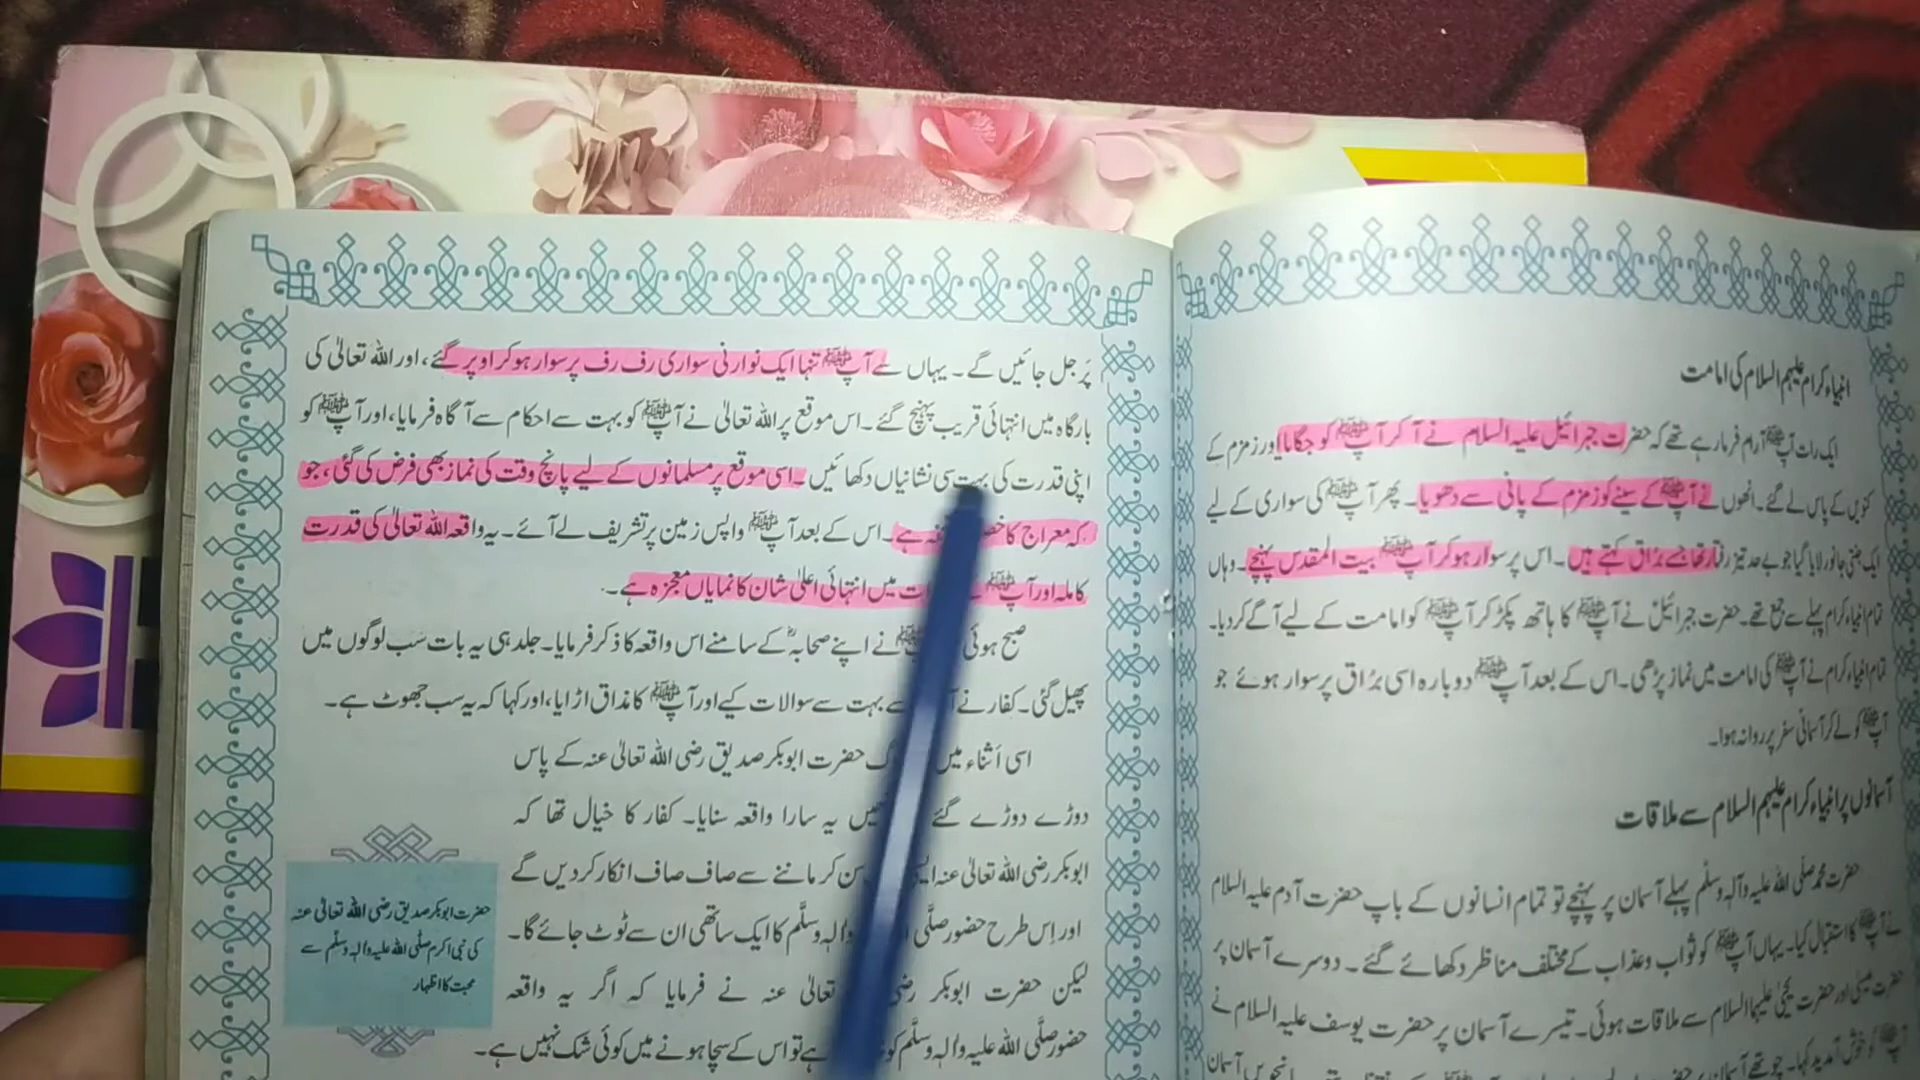 انبیاء کرام علیہم السلام کی امامت
ایک رات آپ ﷺ آرام فرما رہے تھے کہ حضرت جبرائیل علیہ السلام نے آ کر آپ ﷺ کو جگایا اور زمزم کے
کنویں کے پاس لے گئے۔ انھوں نے آپ ﷺ کے سینے کو زمزم کے پانی سے دھویا۔ پھر آپ ﷺ کی سواری کے لیے
ایک جنتی جانور لایا گیا جو بے حد تیز رفتار تھا جسے بُرّاق کہتے ہیں۔ اس پر سوار ہو کر آپ ﷺ بیت المقدس پہنچے۔ وہاں
تمام انبیاء کرام پہلے سے جمع تھے۔ حضرت جبرائیلؑ نے آپ ﷺ کا ہاتھ پکڑ کر آپ ﷺ کو امامت کے لیے آگے کر دیا۔
تمام انبیاء کرام نے آپ ﷺ کی امامت میں نماز پڑھی۔ اس کے بعد آپ ﷺ دوبارہ اسی بُرّاق پر سوار ہوئے جو
آپ ﷺ کو لے کر آسمانی سفر پر روانہ ہوا۔
آسمانوں پر انبیاء کرام علیہم السلام سے ملاقات
حضرت محمد صلَّی اللہ علیہ وآلہٖ وسلَّم پہلے آسمان پر پہنچے تو تمام انسانوں کے باپ حضرت آدم علیہ السلام
نے آپ ﷺ کا استقبال کیا۔ یہاں آپ ﷺ کو ثواب و عذاب کے مختلف مناظر دکھائے گئے۔ دوسرے آسمان پر
حضرت عیسیٰ اور حضرت یحییٰ علیہما السلام سے ملاقات ہوئی۔ تیسرے آسمان پر حضرت یوسف علیہ السلام نے
آپ ﷺ کو خوش آمدید کہا۔ چوتھے آسمان پر
پَر جل جائیں گے۔ یہاں سے آپ ﷺ تنہا ایک نورانی سواری رف رف پر سوار ہو کر اوپر گئے، اور اللہ تعالیٰ کی
بارگاہ میں انتہائی قریب پہنچ گئے۔ اس موقع پر اللہ تعالیٰ نے آپ ﷺ کو بہت سے احکام سے آگاہ فرمایا، اور آپ ﷺ کو
اپنی قدرت کی بہت سی نشانیاں دکھائیں۔ اسی موقع پر مسلمانوں کے لیے پانچ وقت کی نماز بھی فرض کی گئی، جو
کہ معراج کا ہے۔ اس کے بعد آپ ﷺ واپس زمین پر تشریف لے آئے۔ یہ واقعہ اللہ تعالیٰ کی قدرت
کاملہ اور آپ ﷺ میں انتہائی اعلیٰ شان کا نمایاں معجزہ ہے۔
صبح ہوئی نے اپنے صحابہؓ کے سامنے اس واقعہ کا ذکر فرمایا۔ جلد ہی یہ بات سب لوگوں میں
پھیل گئی۔ کفار نے بہت سے سوالات کیے اور آپ ﷺ کا مذاق اڑایا، اور کہا کہ یہ سب جھوٹ ہے۔
اسی اَثناء میں حضرت ابوبکر صدیق رضی اللہ تعالیٰ عنہ کے پاس
دوڑے دوڑے گئے یہ سارا واقعہ سنایا۔ کفار کا خیال تھا کہ
ابوبکر رضی اللہ تعالیٰ عنہ سن کر ماننے سے صاف صاف انکار کر دیں گے
اور اِس طرح حضور صلَّی وآلہٖ وسلَّم کا ایک ساتھی ان سے ٹوٹ جائے گا۔
لیکن حضرت ابوبکر تعالیٰ عنہ نے فرمایا کہ اگر یہ واقعہ
حضور صلَّی اللہ علیہ وآلہٖ وسلَّم ہے تو اس کے سچا ہونے میں کوئی شک نہیں ہے۔
حضرت ابوبکر صدیق رضی اللہ تعالیٰ عنہ
کی نبی اکرم صلَّی اللہ علیہ وآلہٖ وسلَّم سے
محبت کا اظہار